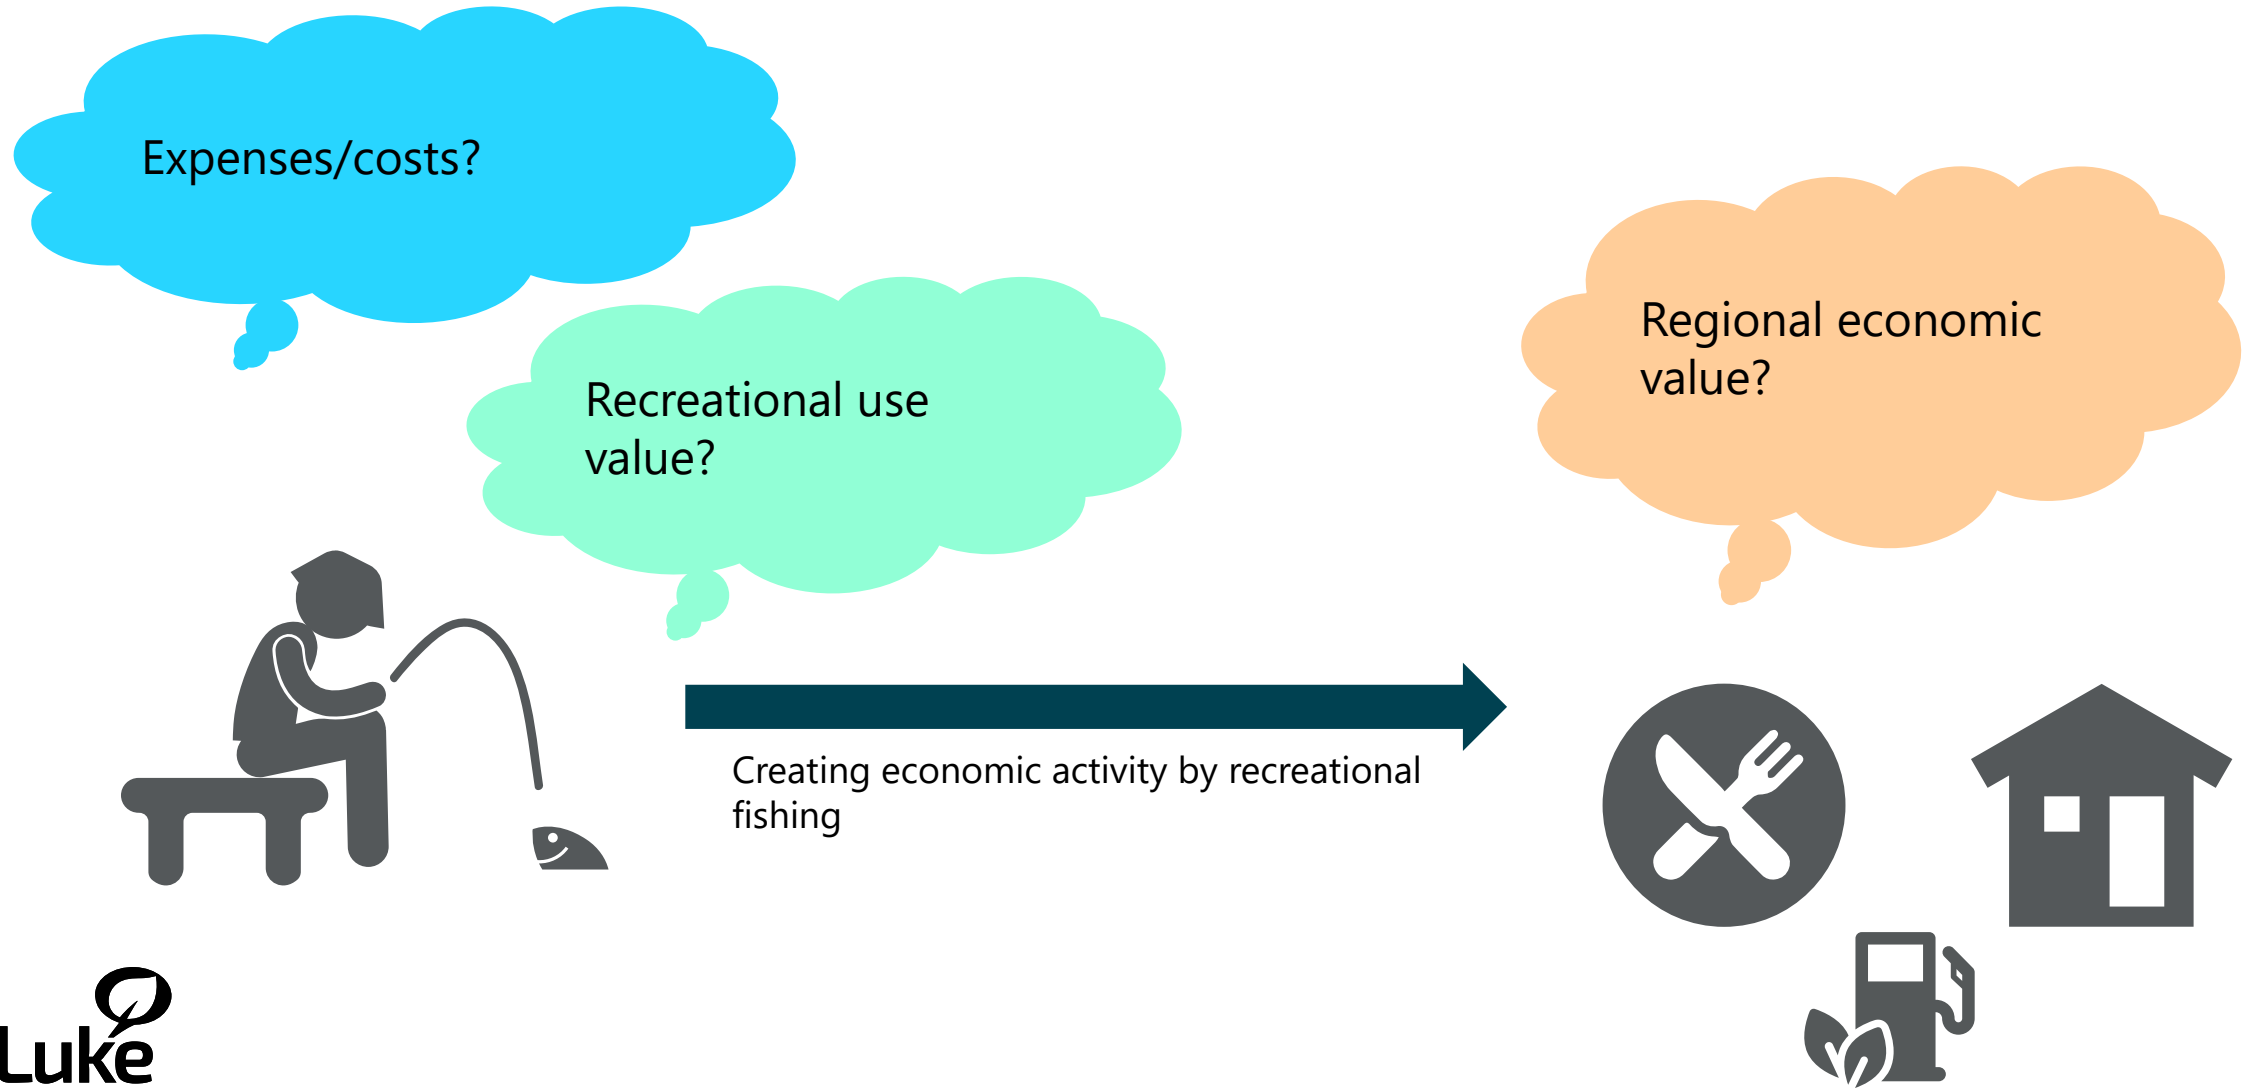 Expenses/costs?
Recreational use
value?
Regional economic
value?
Creating economic activity by recreational
fishing
Luke